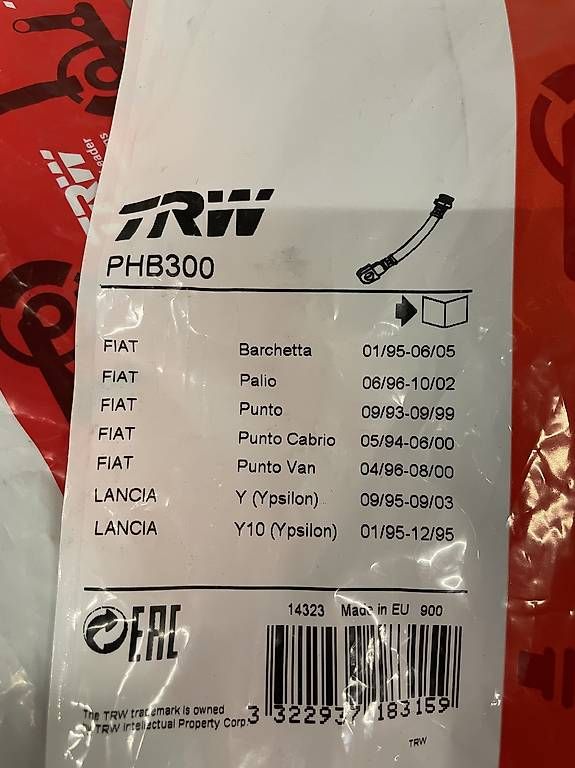 TRW
eader
TRW
PHB300
FIAT Barchetta 01/95-06/05
FIAT Palio 06/96-10/02
FIAT Punto 09/93-09/99
FIAT Punto Cabrio 05/94-06/00
FIAT Punto Van 04/96-08/00
LANCIA Y (Ypsilon) 09/95-09/03
LANCIA Y10 (Ypsilon) 01/95-12/95
14323 Made in EU 900
EAC
The TRW trademark is owned
by TRW Intellectual Property Corp.
3 322937 183159
TRW